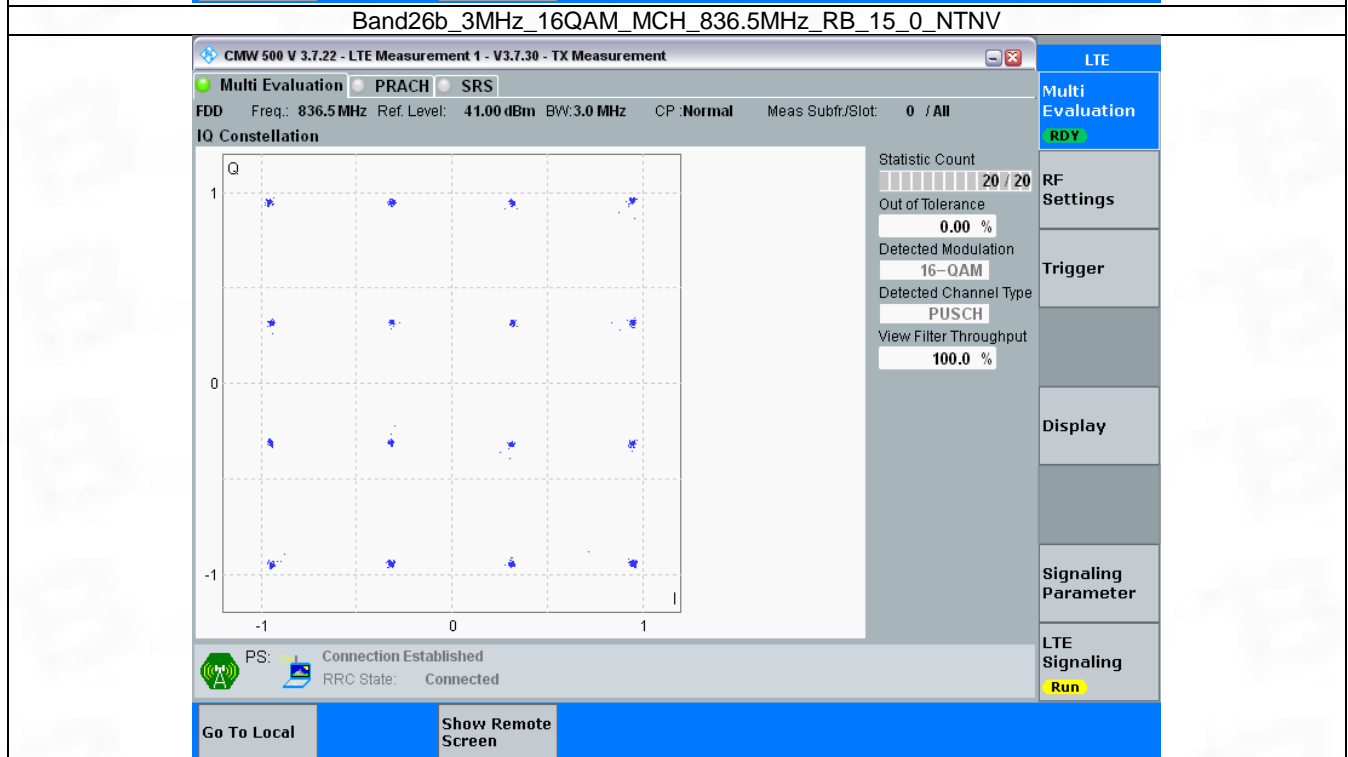 Band26b_3MHz_16QAM_MCH_836.5MHz_RB_15_0_NTNV
CMW 500 V 3.7.22 - LTE Measurement 1 - V3.7.30 - TX Measurement
LTE
Multi Evaluation PRACH SRS
Multi
Evaluation
RDY
FDD Freq.: 836.5 MHz Ref. Level: 41.00 dBm BW: 3.0 MHz CP :Normal Meas Subfr./Slot: 0 / All
IQ Constellation
Q
1
0
-1
I
-1 0 1
Statistic Count
20 / 20
Out of Tolerance
0.00 %
Detected Modulation
16-QAM
Detected Channel Type
PUSCH
View Filter Throughput
100.0 %
RF
Settings
Trigger
Display
Signaling
Parameter
LTE
Signaling
Run
PS: Connection Established
RRC State: Connected
Go To Local
Show Remote
Screen